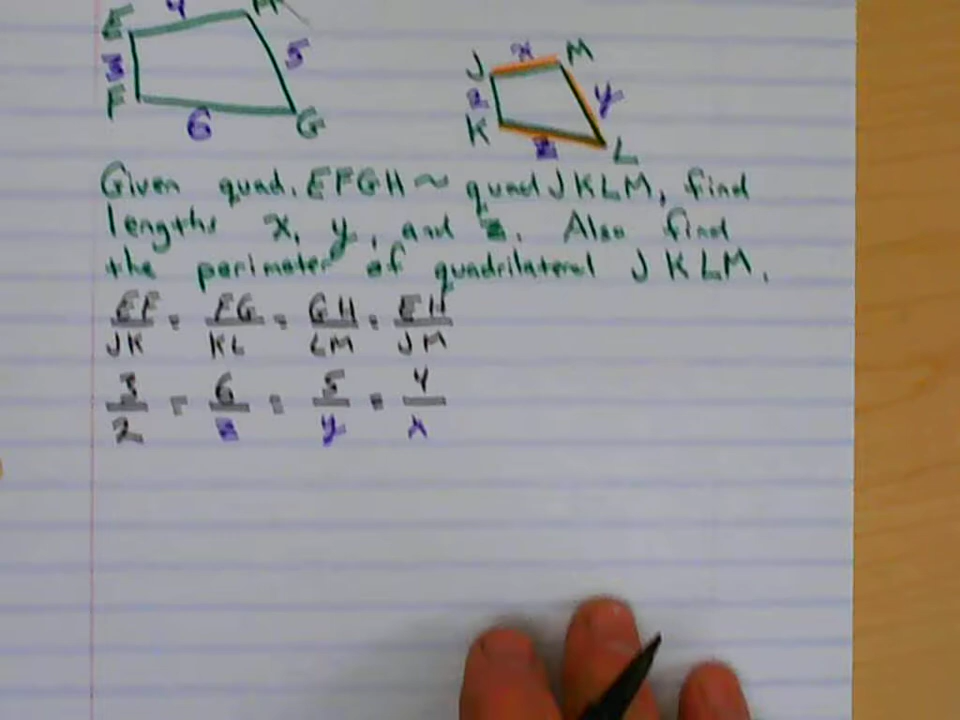 E 4 H
3 5
F 6 G
J x M
2 y
K z L
Given quad. EFGH ~ quad JKLM, find
lengths x, y, and z. Also find
the perimeter of quadrilateral JKLM.
EF/JK = FG/KL = GH/LM = EH/JM
3/2 = 6/z = 5/y = 4/x